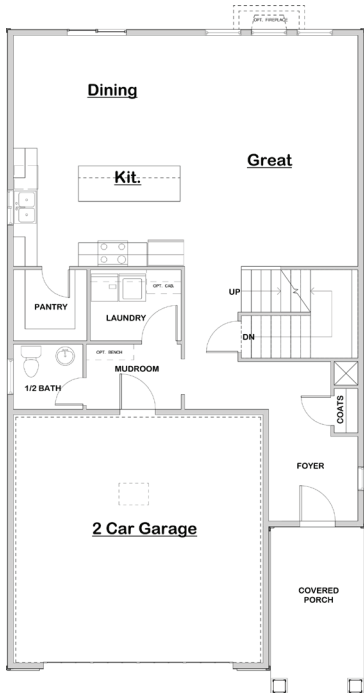 OPT. FIREPLACE
Dining
Great
Kit.
UP
OPT. CAB.
PANTRY
LAUNDRY
DN
OPT. BENCH
MUDROOM
1/2 BATH
COATS
FOYER
2 Car Garage
COVERED
PORCH